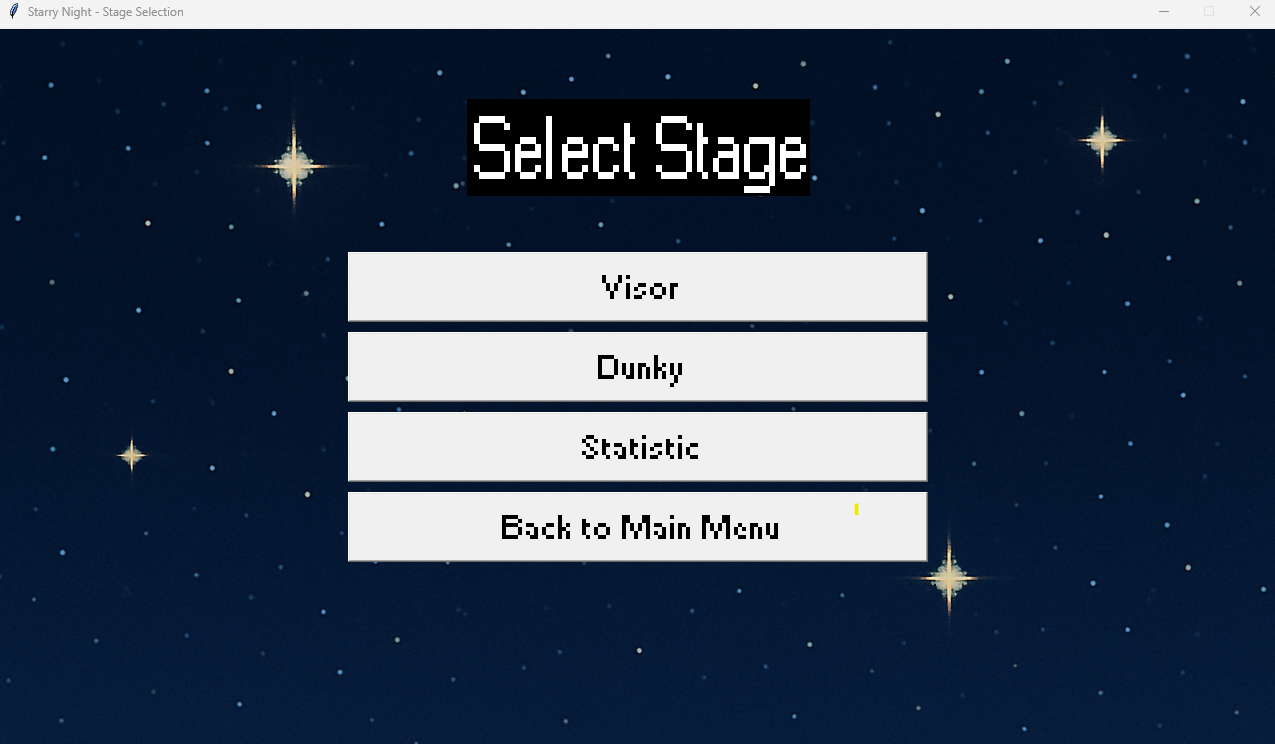 Starry Night - Stage Selection
Select Stage
Visor
Dunky
Statistic
Back to Main Menu